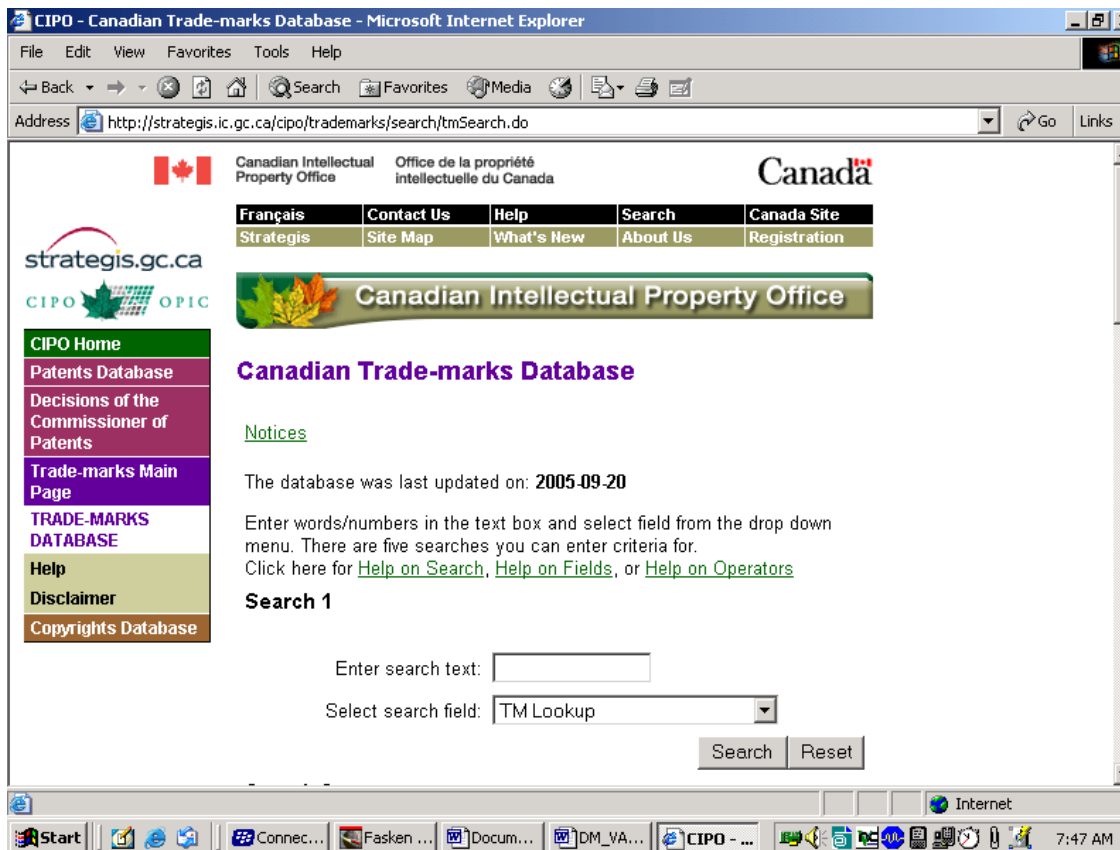 CIPO - Canadian Trade-marks Database - Microsoft Internet Explorer
File Edit View Favorites Tools Help
Back Search Favorites Media
Address http://strategis.ic.gc.ca/cipo/trademarks/search/tmSearch.do Go Links
Canadian Intellectual Office de la propriété
Property Office intellectuelle du Canada
Canada
Français Contact Us Help Search Canada Site
Strategis Site Map What's New About Us Registration
strategis.gc.ca
CIPO OPIC
Canadian Intellectual Property Office
CIPO Home
Patents Database
Decisions of the
Commissioner of
Patents
Trade-marks Main
Page
TRADE-MARKS
DATABASE
Help
Disclaimer
Copyrights Database
Canadian Trade-marks Database
Notices
The database was last updated on: 2005-09-20
Enter words/numbers in the text box and select field from the drop down
menu. There are five searches you can enter criteria for.
Click here for Help on Search, Help on Fields, or Help on Operators
Search 1
Enter search text:
Select search field: TM Lookup
Search Reset
Internet
Start Connec... Fasken ... Docum... DM_VA... CIPO - ... 7:47 AM